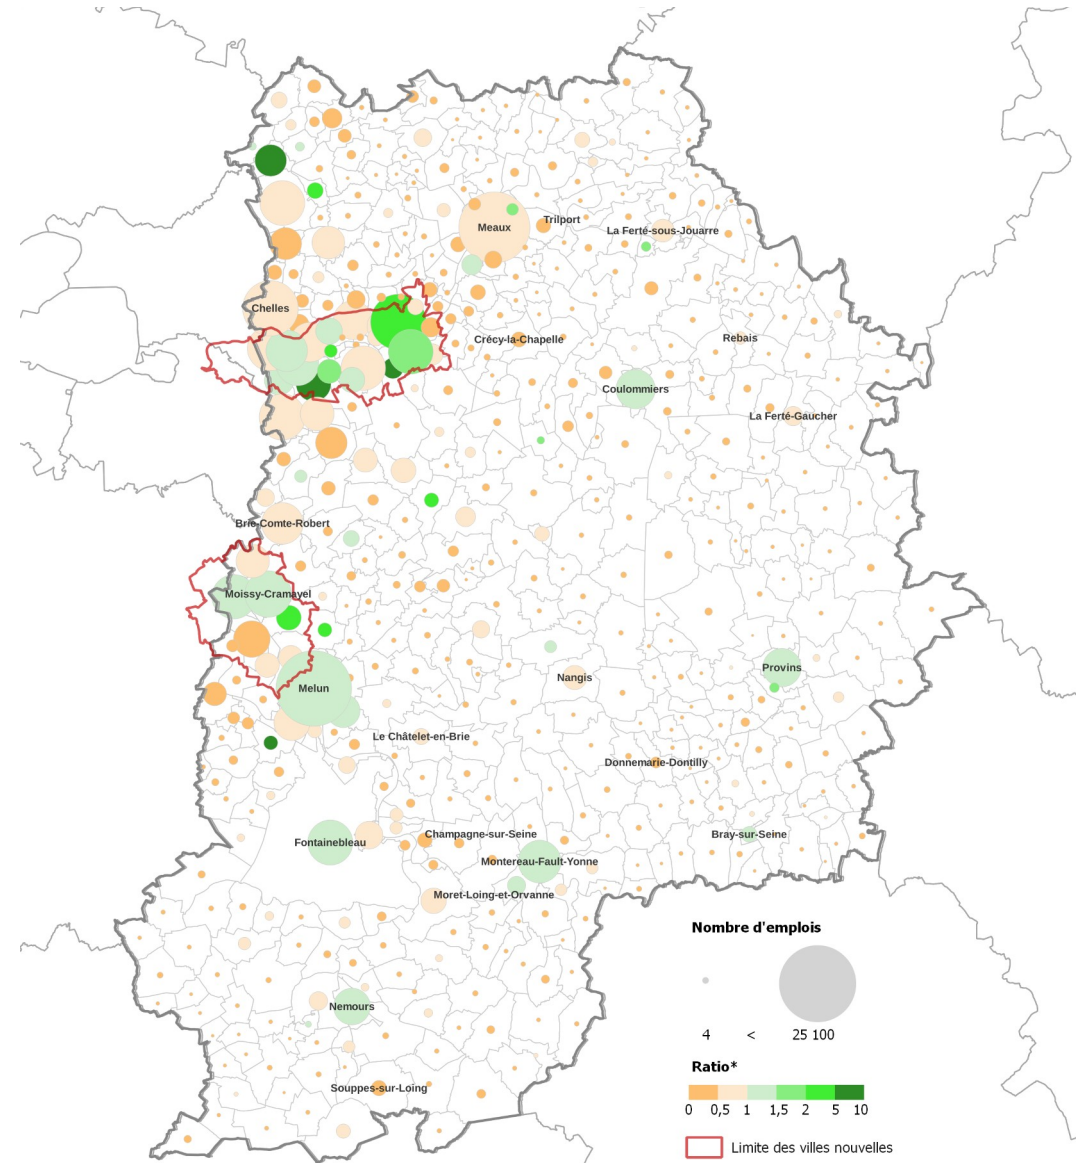 Meaux
Trilport
La Ferté-sous-Jouarre
Chelles
Crécy-la-Chapelle
Rebais
Coulommiers
La Ferté-Gaucher
Brie-Comte-Robert
Moissy-Cramayel
Provins
Nangis
Melun
Le Châtelet-en-Brie
Donnemarie-Dontilly
Champagne-sur-Seine
Bray-sur-Seine
Fontainebleau
Montereau-Fault-Yonne
Moret-Loing-et-Orvanne
Nemours
Souppes-sur-Loing
Nombre d'emplois
4 < 25 100
Ratio*
0 0,5 1 1,5 2 5 10
Limite des villes nouvelles